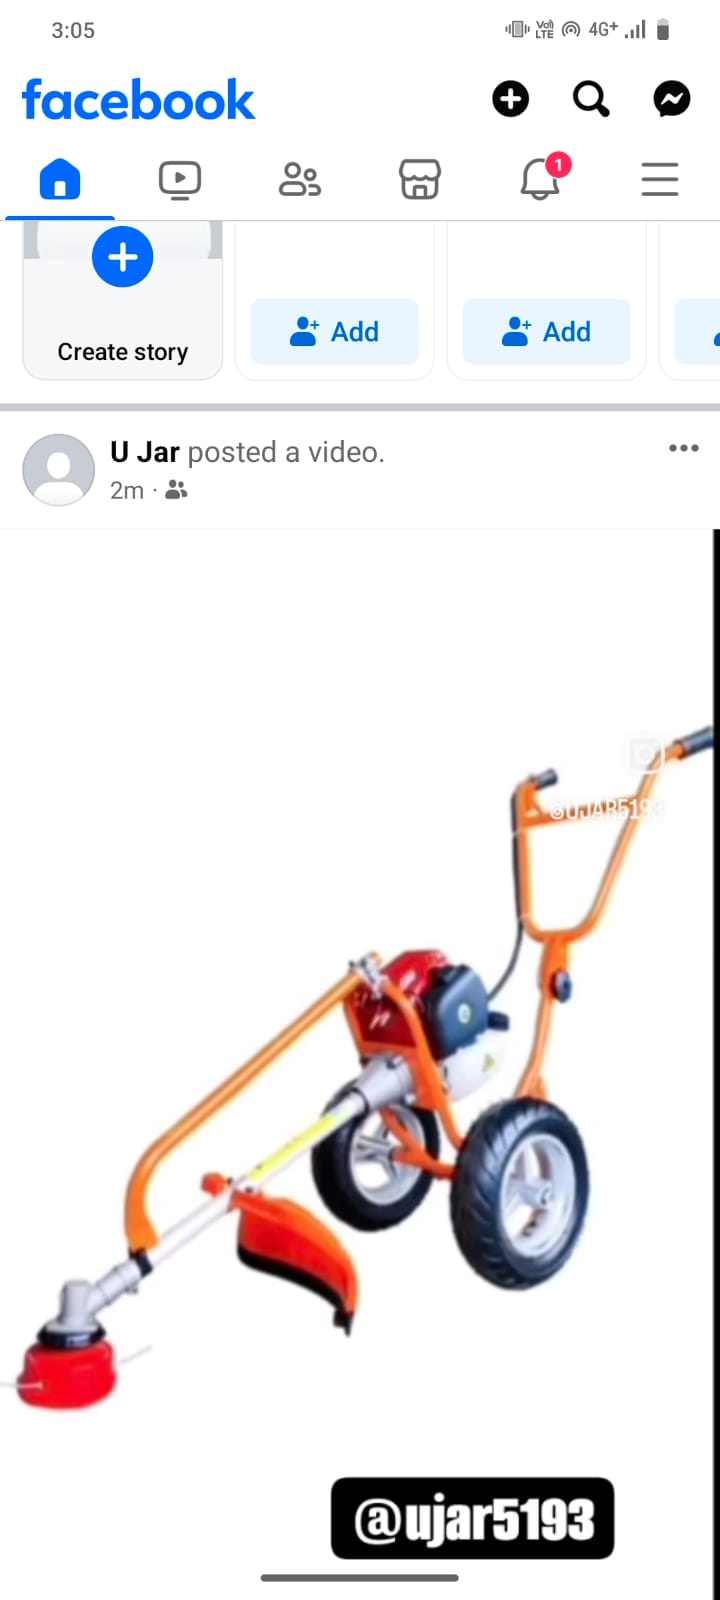 3:05
Vo)
LTE
4G+
facebook
1
Create story
Add
Add
U Jar posted a video.
2m ·
@UJAR5193
@ujar5193